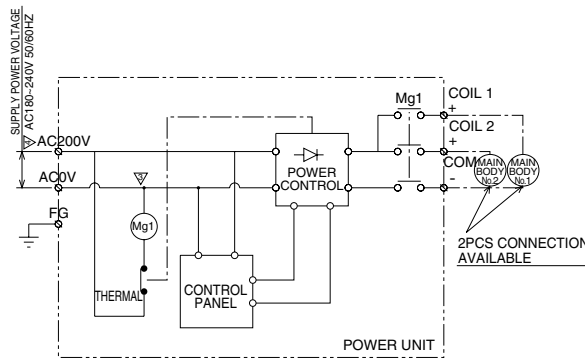 SUPPLY POWER VOLTAGE
AC180~240V 50/60HZ
AC200V
AC0V
FG
Mg1
THERMAL
CONTROL
PANEL
POWER
CONTROL
Mg1
COIL 1
+
COIL 2
+
COM
-
MAIN
BODY
No.2
MAIN
BODY
No.1
2PCS CONNECTION
AVAILABLE
POWER UNIT